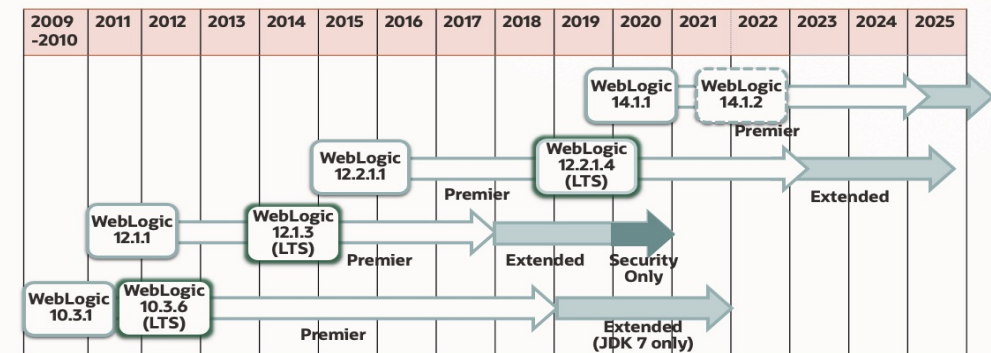 2009
-2010
2011
2012
2013
2014
2015
2016
2017
2018
2019
2020
2021
2022
2023
2024
2025
WebLogic
14.1.1
WebLogic
14.1.2
Premier
WebLogic
12.2.1.1
Premier
WebLogic
12.2.1.4
(LTS)
Extended
WebLogic
12.1.1
WebLogic
12.1.3
(LTS)
Premier
Extended
Security
Only
WebLogic
10.3.1
WebLogic
10.3.6
(LTS)
Premier
Extended
(JDK 7 only)